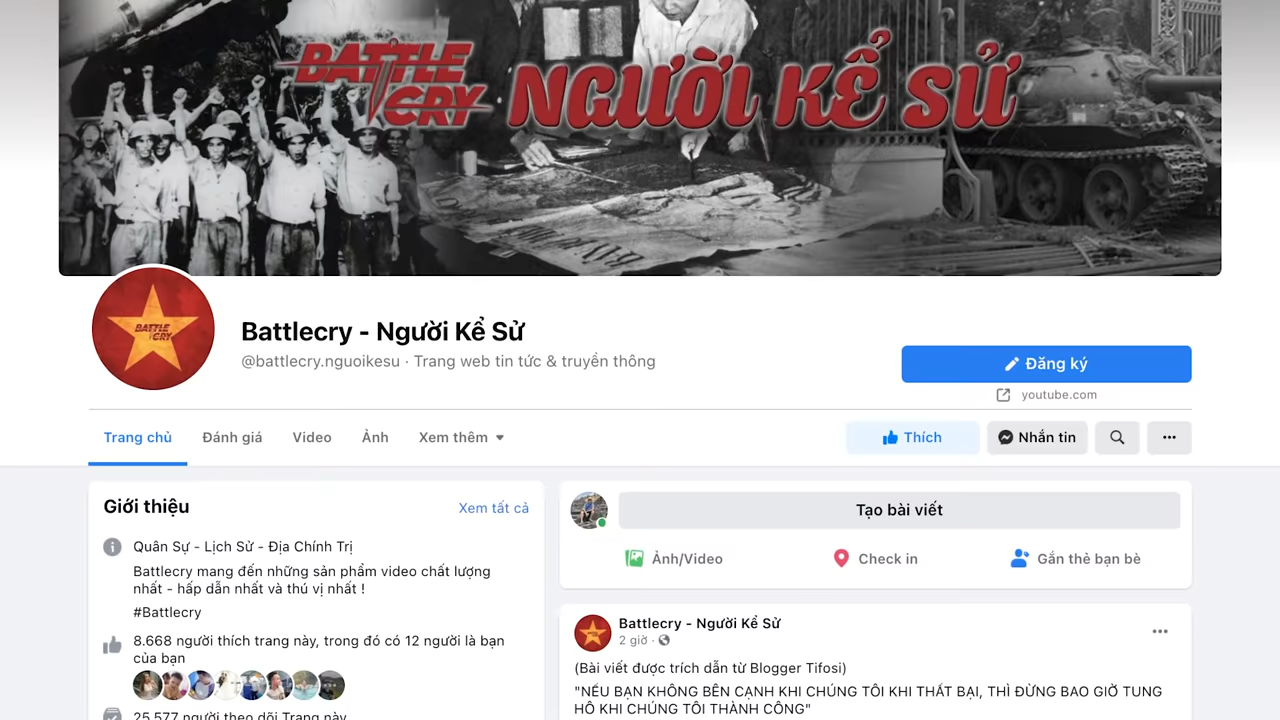 BATTLE CRY NGƯỜI KỂ SỬ
BATTLE CRY
Battlecry - Người Kể Sử
@battlecry.nguoikesu · Trang web tin tức & truyền thông
Đăng ký
youtube.com
Trang chủ Đánh giá Video Ảnh Xem thêm Thích Nhắn tin
Giới thiệu Xem tất cả
Quân Sự - Lịch Sử - Địa Chính Trị
Battlecry mang đến những sản phẩm video chất lượng
nhất - hấp dẫn nhất và thú vị nhất !
#Battlecry
8.668 người thích trang này, trong đó có 12 người là bạn
của bạn
25.577 người theo dõi Trang này
Tạo bài viết
Ảnh/Video Check in Gắn thẻ bạn bè
Battlecry - Người Kể Sử
2 giờ ·
(Bài viết được trích dẫn từ Blogger Tifosi)
"NẾU BẠN KHÔNG BÊN CẠNH KHI CHÚNG TÔI KHI THẤT BẠI, THÌ ĐỪNG BAO GIỜ TUNG
HÔ KHI CHÚNG TÔI THÀNH CÔNG"